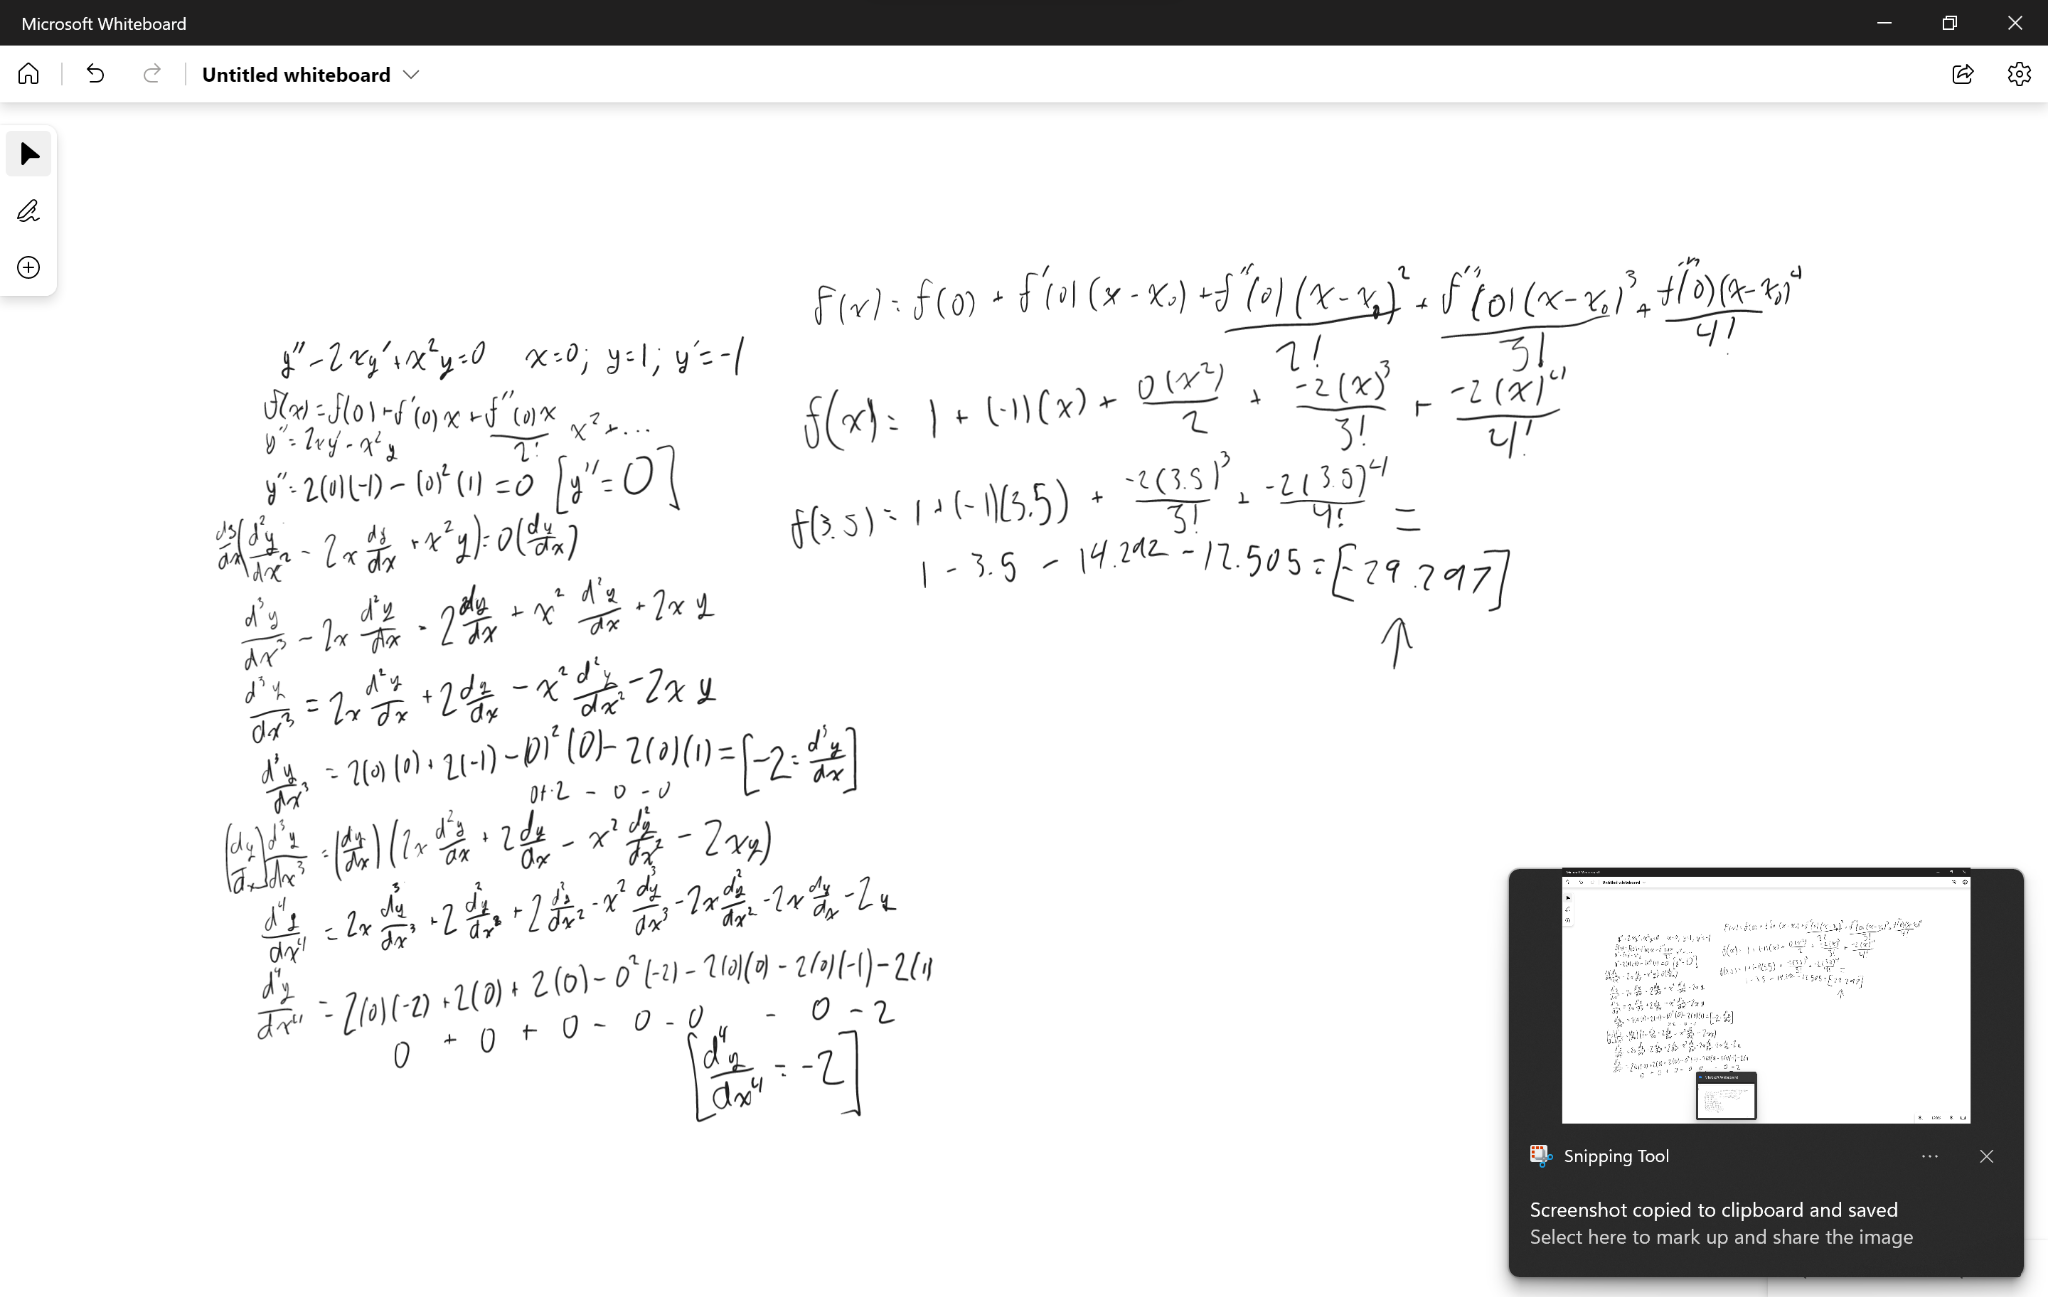 Microsoft Whiteboard
Untitled whiteboard
y'' - 2xy' + x²y = 0    x=0; y=1; y'=-1
f(x) = f(0) + f'(0)x + f''(0)x/2! x² + ...
y'' = 2xy' - x²y
y'' = 2(0)(-1) - (0)²(1) = 0 [y'' = 0]
(d²y/dx² - 2x dy/dx + x²y) = 0(dy/dx)
d³y/dx³ - 2x d²y/dx - 2 dy/dx + x² d²y/dx + 2xy
d³y/dx³ = 2x d²y/dx + 2 dy/dx - x² d²y/dx² - 2xy
d³y/dx³ = 2(0)(0) + 2(-1) - (0)²(0) - 2(0)(1) = [-2 = d³y/dx]
0+-2 - 0 - 0
(dy/dx) d³y/dx³ = (dy/dx)(2x d²y/dx + 2 dy/dx - x² d²y/dx² - 2xy)
d⁴y/dx⁴ = 2x d³y/dx³ + 2 d²y/dx² + 2 d²y/dx² - x² d³y/dx³ - 2x d²y/dx² - 2x dy/dx - 2y
d⁴y/dx⁴ = 2(0)(-2) + 2(0) + 2(0) - 0²(-2) - 2(0)(0) - 2(0)(-1) - 2(1)
0 + 0 + 0 - 0 - 0 - 0 - 2
[d⁴y/dx⁴ = -2]
F(x) = f(0) + f'(0)(x-x₀) + f''(0)(x-x₀)²/2! + f'''(0)(x-x₀)³/3! + f''''(0)(x-x₀)⁴/4!
f(x) = 1 + (-1)(x) + 0(x²)/2 + -2(x)³/3! + -2(x)⁴/4!
f(3.5) = 1 + (-1)(3.5) + -2(3.5)³/3! + -2(3.5)⁴/4! =
1 - 3.5 - 14.292 - 12.505 = [-29.297]
↑
Snipping Tool
Screenshot copied to clipboard and saved
Select here to mark up and share the image